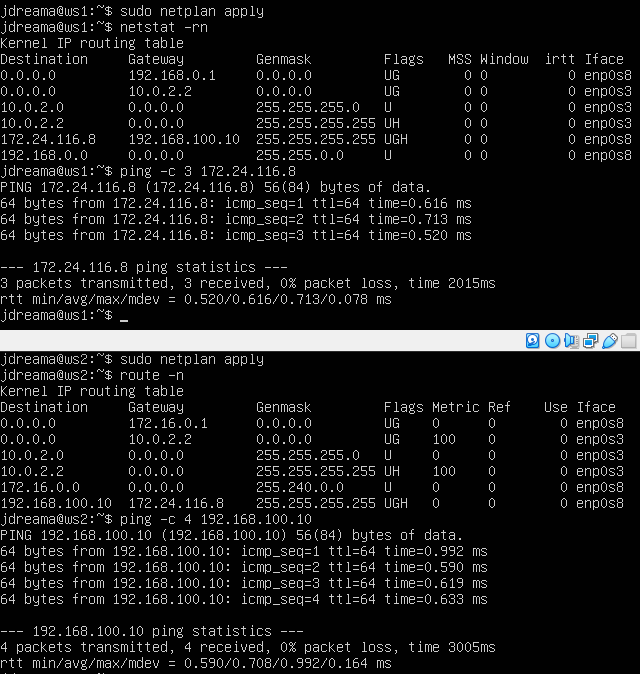 jdreama@ws1:~$ sudo netplan apply
jdreama@ws1:~$ netstat -rn
Kernel IP routing table
Destination     Gateway         Genmask         Flags   MSS Window  irtt Iface
0.0.0.0         192.168.0.1     0.0.0.0         UG        0 0          0 enp0s8
0.0.0.0         10.0.2.2        0.0.0.0         UG        0 0          0 enp0s3
10.0.2.0        0.0.0.0         255.255.255.0   U         0 0          0 enp0s3
10.0.2.2        0.0.0.0         255.255.255.255 UH        0 0          0 enp0s3
172.24.116.8    192.168.100.10  255.255.255.255 UGH       0 0          0 enp0s8
192.168.0.0     0.0.0.0         255.255.0.0     U         0 0          0 enp0s8
jdreama@ws1:~$ ping -c 3 172.24.116.8
PING 172.24.116.8 (172.24.116.8) 56(84) bytes of data.
64 bytes from 172.24.116.8: icmp_seq=1 ttl=64 time=0.616 ms
64 bytes from 172.24.116.8: icmp_seq=2 ttl=64 time=0.713 ms
64 bytes from 172.24.116.8: icmp_seq=3 ttl=64 time=0.520 ms
--- 172.24.116.8 ping statistics ---
3 packets transmitted, 3 received, 0% packet loss, time 2015ms
rtt min/avg/max/mdev = 0.520/0.616/0.713/0.078 ms
jdreama@ws1:~$ _
jdreama@ws2:~$ sudo netplan apply
jdreama@ws2:~$ route -n
Kernel IP routing table
Destination     Gateway         Genmask         Flags Metric Ref    Use Iface
0.0.0.0         172.16.0.1      0.0.0.0         UG    0      0        0 enp0s8
0.0.0.0         10.0.2.2        0.0.0.0         UG    100    0        0 enp0s3
10.0.2.0        0.0.0.0         255.255.255.0   U     0      0        0 enp0s3
10.0.2.2        0.0.0.0         255.255.255.255 UH    100    0        0 enp0s3
172.16.0.0      0.0.0.0         255.240.0.0     U     0      0        0 enp0s8
192.168.100.10  172.24.116.8    255.255.255.255 UGH   0      0        0 enp0s8
jdreama@ws2:~$ ping -c 4 192.168.100.10
PING 192.168.100.10 (192.168.100.10) 56(84) bytes of data.
64 bytes from 192.168.100.10: icmp_seq=1 ttl=64 time=0.992 ms
64 bytes from 192.168.100.10: icmp_seq=2 ttl=64 time=0.590 ms
64 bytes from 192.168.100.10: icmp_seq=3 ttl=64 time=0.619 ms
64 bytes from 192.168.100.10: icmp_seq=4 ttl=64 time=0.633 ms
--- 192.168.100.10 ping statistics ---
4 packets transmitted, 4 received, 0% packet loss, time 3005ms
rtt min/avg/max/mdev = 0.590/0.708/0.992/0.164 ms